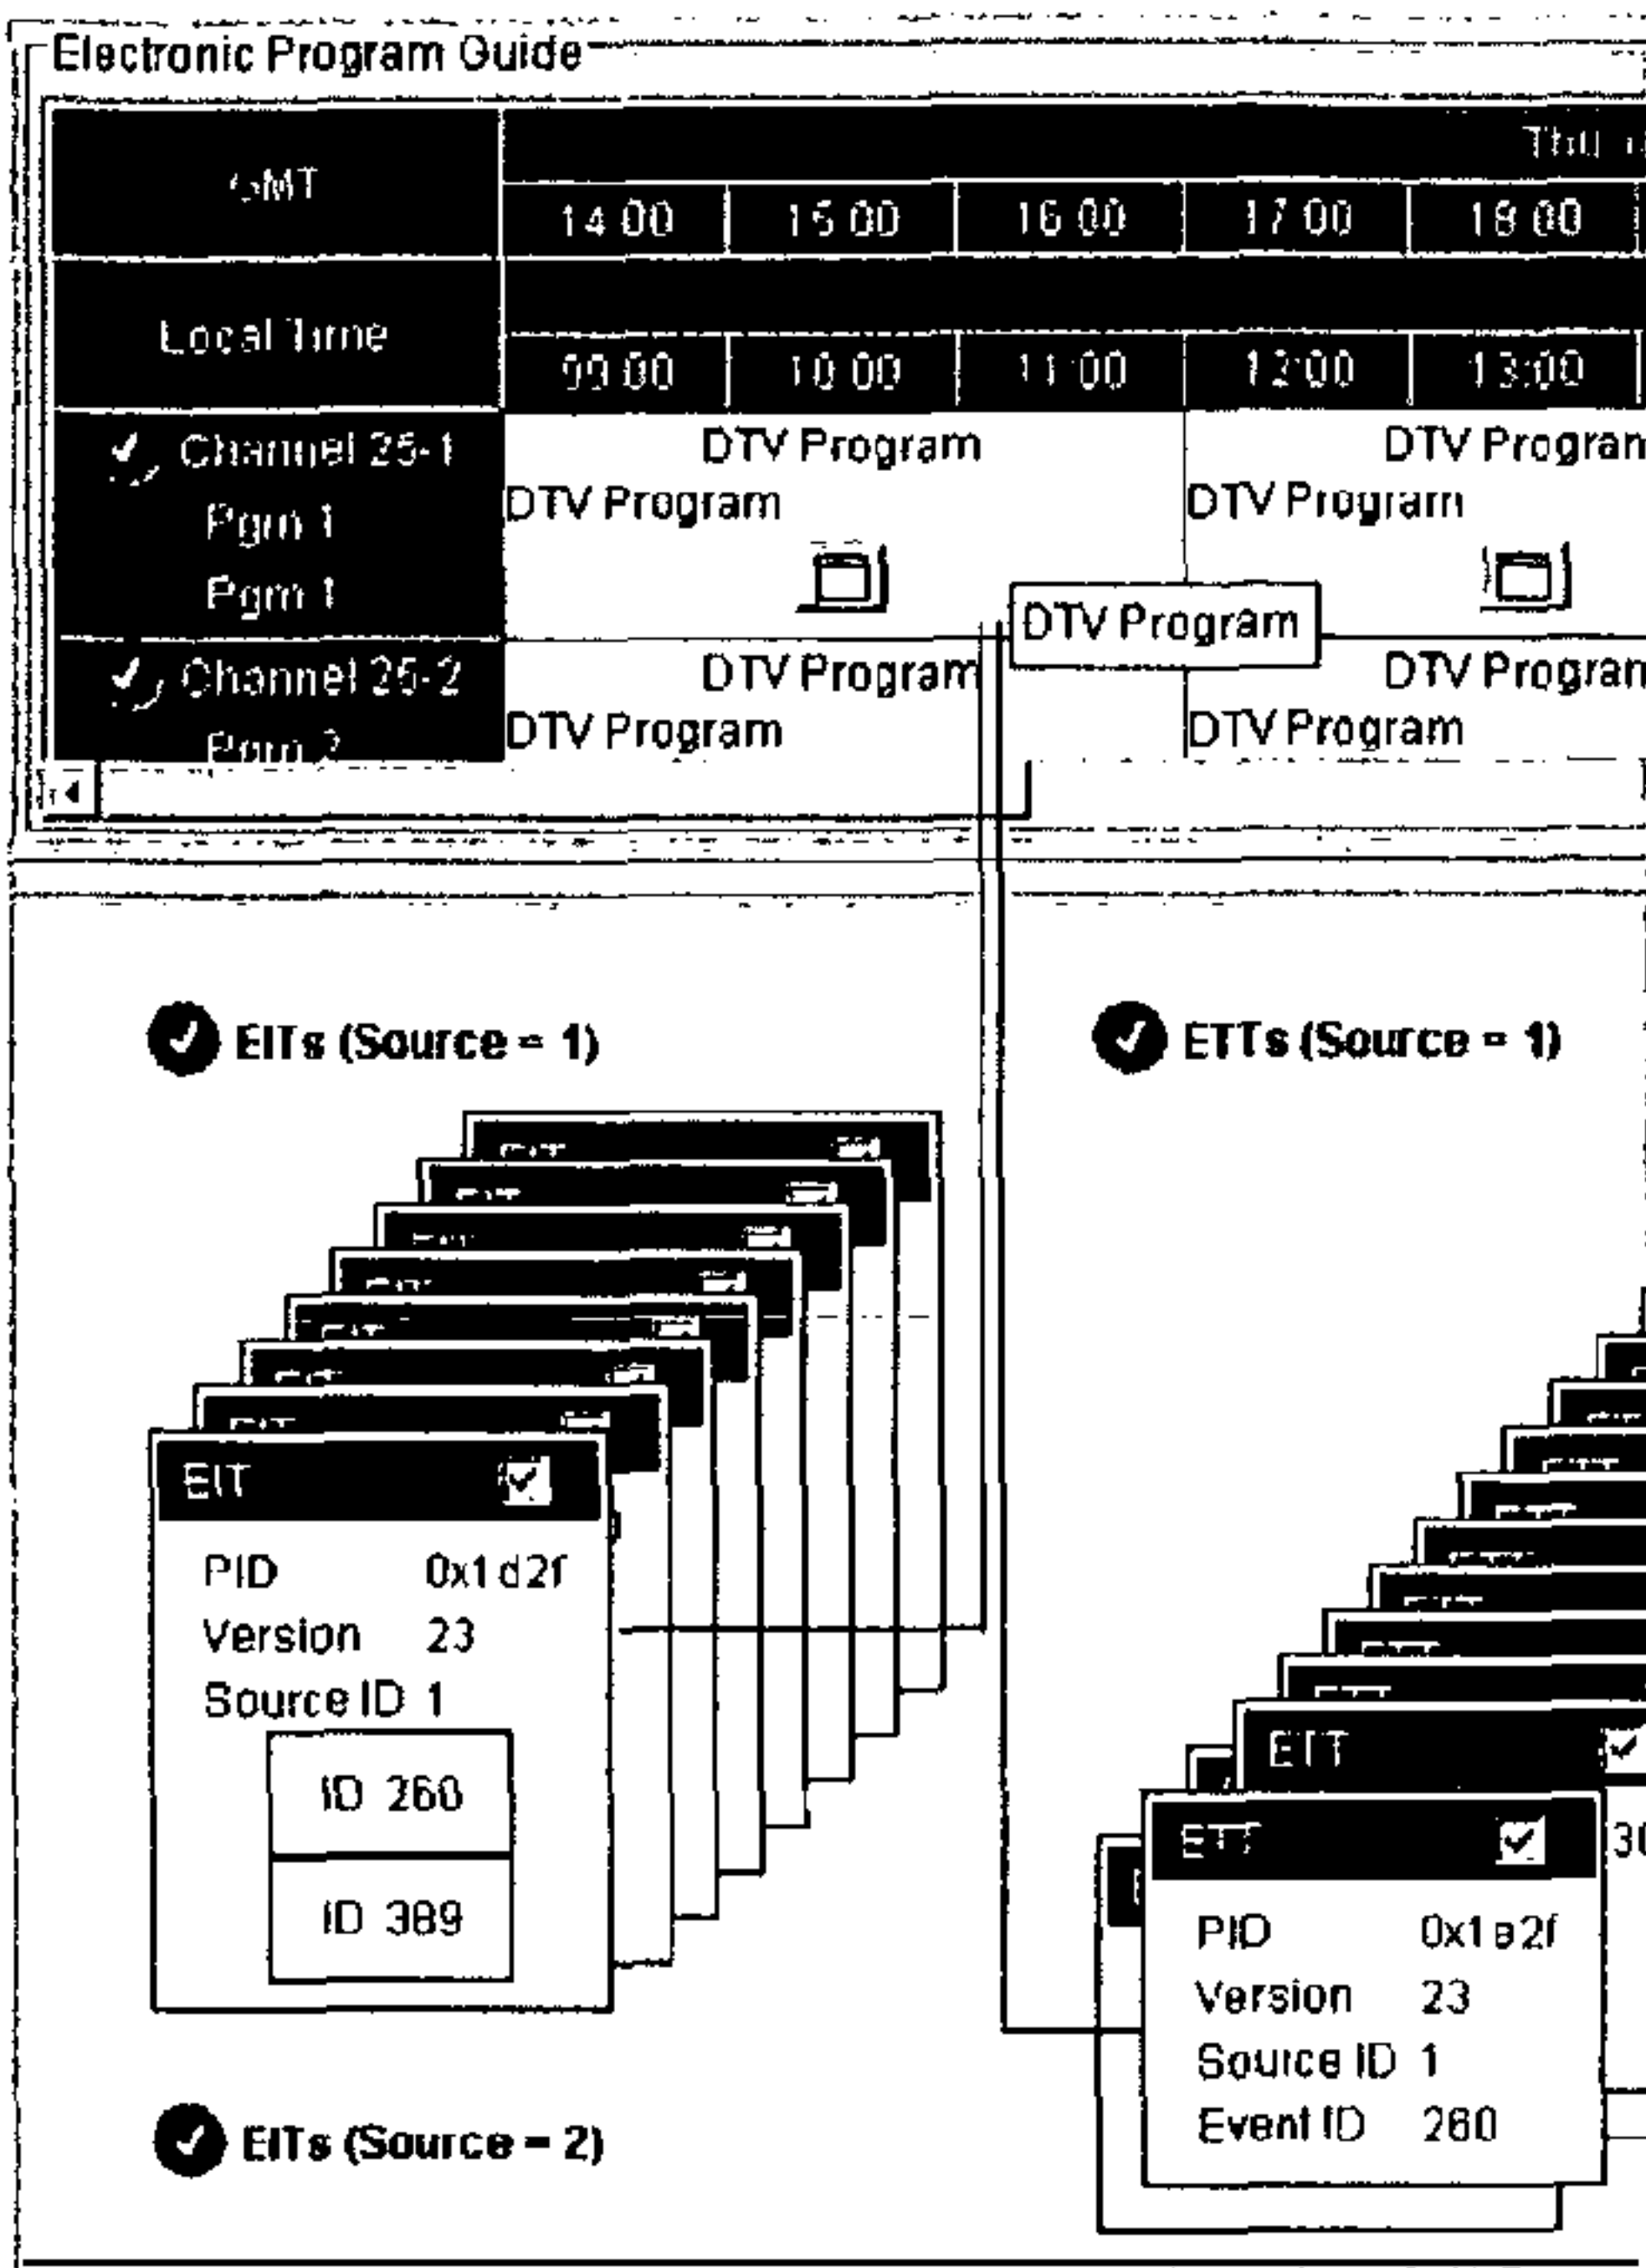 Electronic Program Guide
GMT
14:00 15:00 16:00 17:00 18:00
Local Time
09:00 10:00 11:00 12:00 13:00
Channel 25-1 DTV Program DTV Program
Pgm 1 DTV Program DTV Program
Pgm 1
DTV Program
Channel 25-2 DTV Program DTV Program
Pgm 2 DTV Program DTV Program
EITs (Source = 1) ETTs (Source = 1)
EIT
PID 0x1d2f
Version 23
Source ID 1
ID 260
ID 389
ETT
ETT
PID 0x1e2f
Version 23
Source ID 1
Event ID 260
EITs (Source = 2)